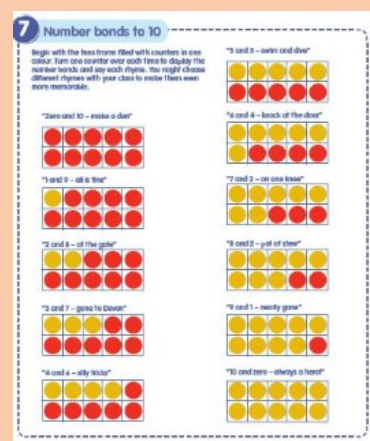 7 Number bonds to 10
Begin with the tens frame filled with counters in one
colour. Turn one counter over each time to display the
number bonds and say each rhyme. You might choose
different rhymes with your class to make them even
more memorable.
"Zero and 10 – make a den"
"1 and 9 – all is fine"
"2 and 8 – at the gate"
"3 and 7 – gone to Devon"
"4 and 6 – silly tricks"
"5 and 5 – swim and dive"
"6 and 4 – knock at the door"
"7 and 3 – on one knee"
"8 and 2 – pot of stew"
"9 and 1 – nearly gone"
"10 and zero – always a hero!"